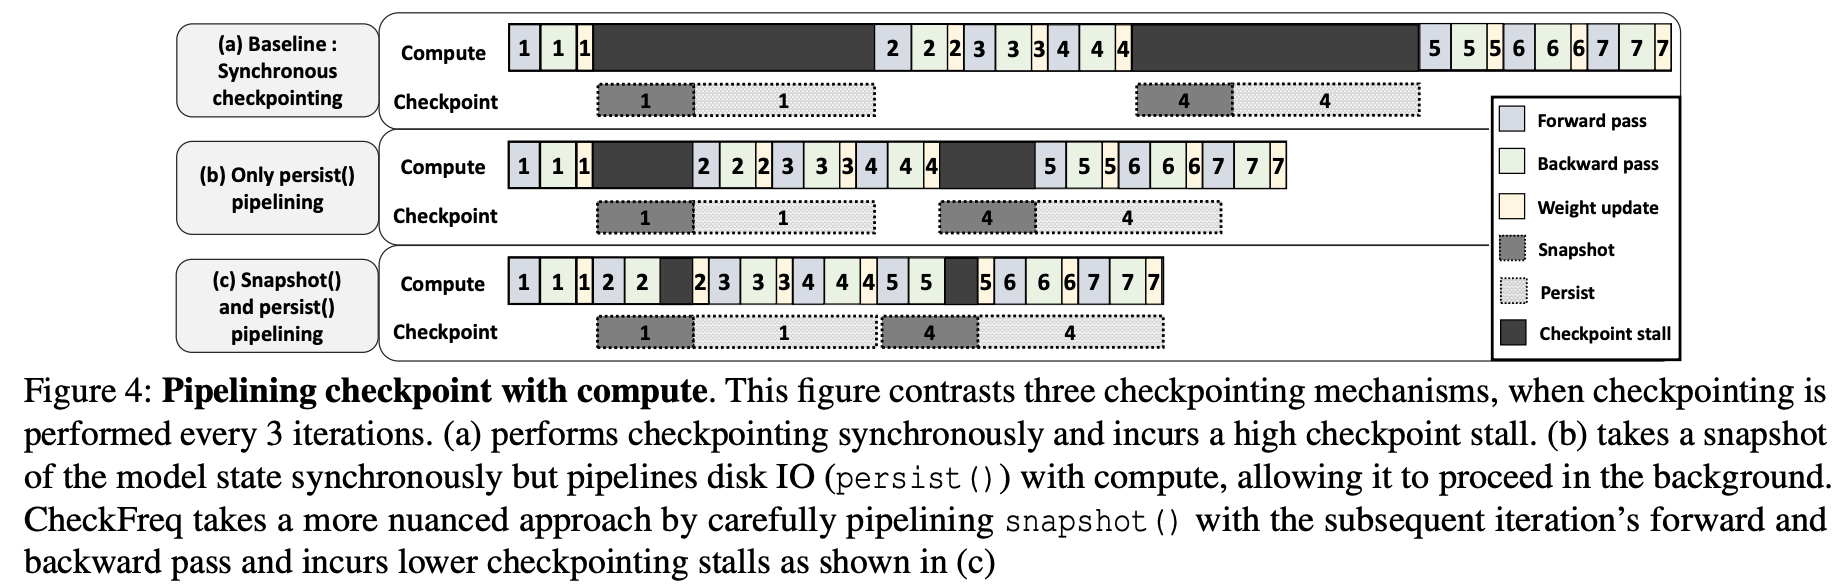 (a) Baseline :
Synchronous
checkpointing
Compute
1 1 1 2 2 2 3 3 3 4 4 4 5 5 5 6 6 6 7 7 7
Checkpoint
1 1 4 4
(b) Only persist()
pipelining
Compute
1 1 1 2 2 2 3 3 3 4 4 4 5 5 5 6 6 6 7 7 7
Checkpoint
1 1 4 4
(c) Snapshot()
and persist()
pipelining
Compute
1 1 1 2 2 2 3 3 3 4 4 4 5 5 5 6 6 6 7 7 7
Checkpoint
1 1 4 4
Forward pass
Backward pass
Weight update
Snapshot
Persist
Checkpoint stall
Figure 4: Pipelining checkpoint with compute. This figure contrasts three checkpointing mechanisms, when checkpointing is
performed every 3 iterations. (a) performs checkpointing synchronously and incurs a high checkpoint stall. (b) takes a snapshot
of the model state synchronously but pipelines disk IO (persist()) with compute, allowing it to proceed in the background.
CheckFreq takes a more nuanced approach by carefully pipelining snapshot() with the subsequent iteration's forward and
backward pass and incurs lower checkpointing stalls as shown in (c)